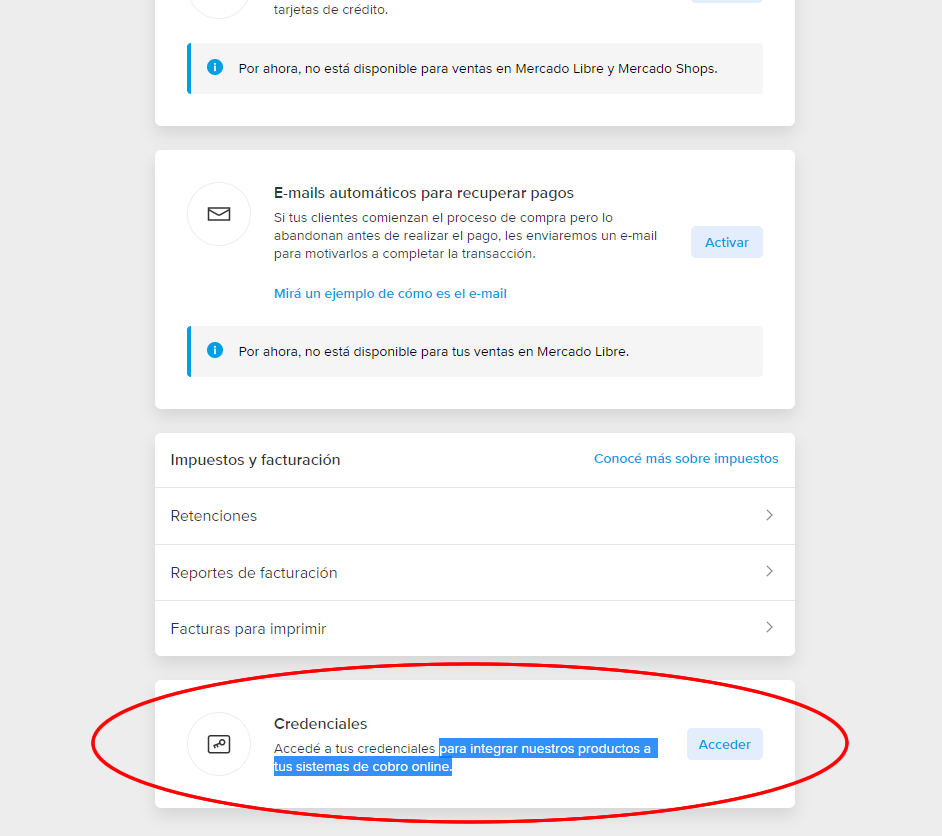 tarjetas de crédito.
Por ahora, no está disponible para ventas en Mercado Libre y Mercado Shops.
E-mails automáticos para recuperar pagos
Si tus clientes comienzan el proceso de compra pero lo
abandonan antes de realizar el pago, les enviaremos un e-mail
para motivarlos a completar la transacción.
Activar
Mirá un ejemplo de cómo es el e-mail
Por ahora, no está disponible para tus ventas en Mercado Libre.
Impuestos y facturación
Conocé más sobre impuestos
Retenciones
Reportes de facturación
Facturas para imprimir
Credenciales
Accedé a tus credenciales para integrar nuestros productos a
tus sistemas de cobro online.
Acceder